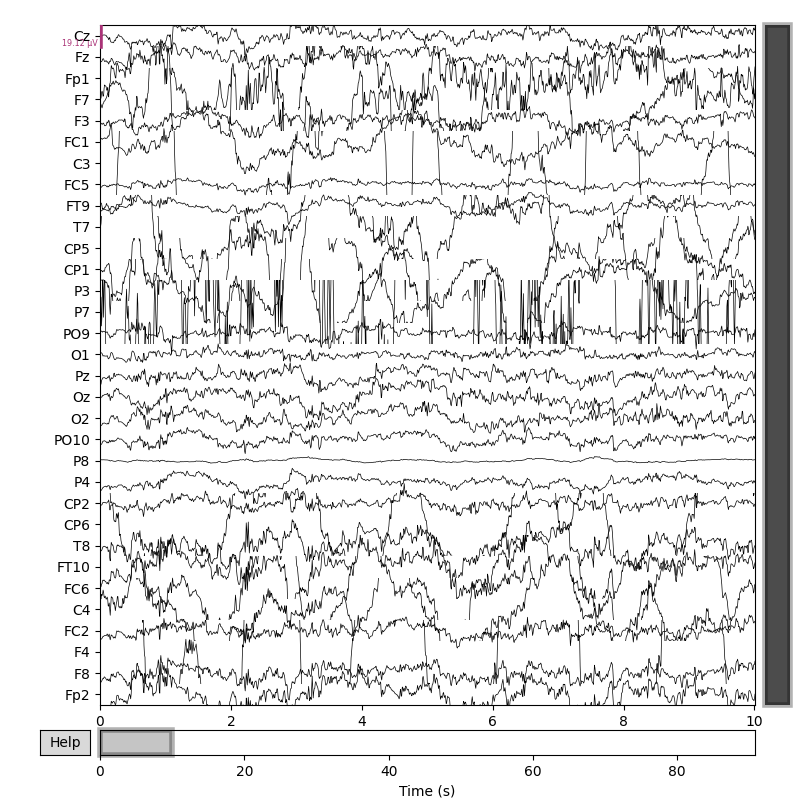 Cz
19.12 µV
Fz
Fp1
F7
F3
FC1
C3
FC5
FT9
T7
CP5
CP1
P3
P7
PO9
O1
Pz
Oz
O2
PO10
P8
P4
CP2
CP6
T8
FT10
FC6
C4
FC2
F4
F8
Fp2
0 2 4 6 8 10
Help
0 20 40 60 80
Time (s)